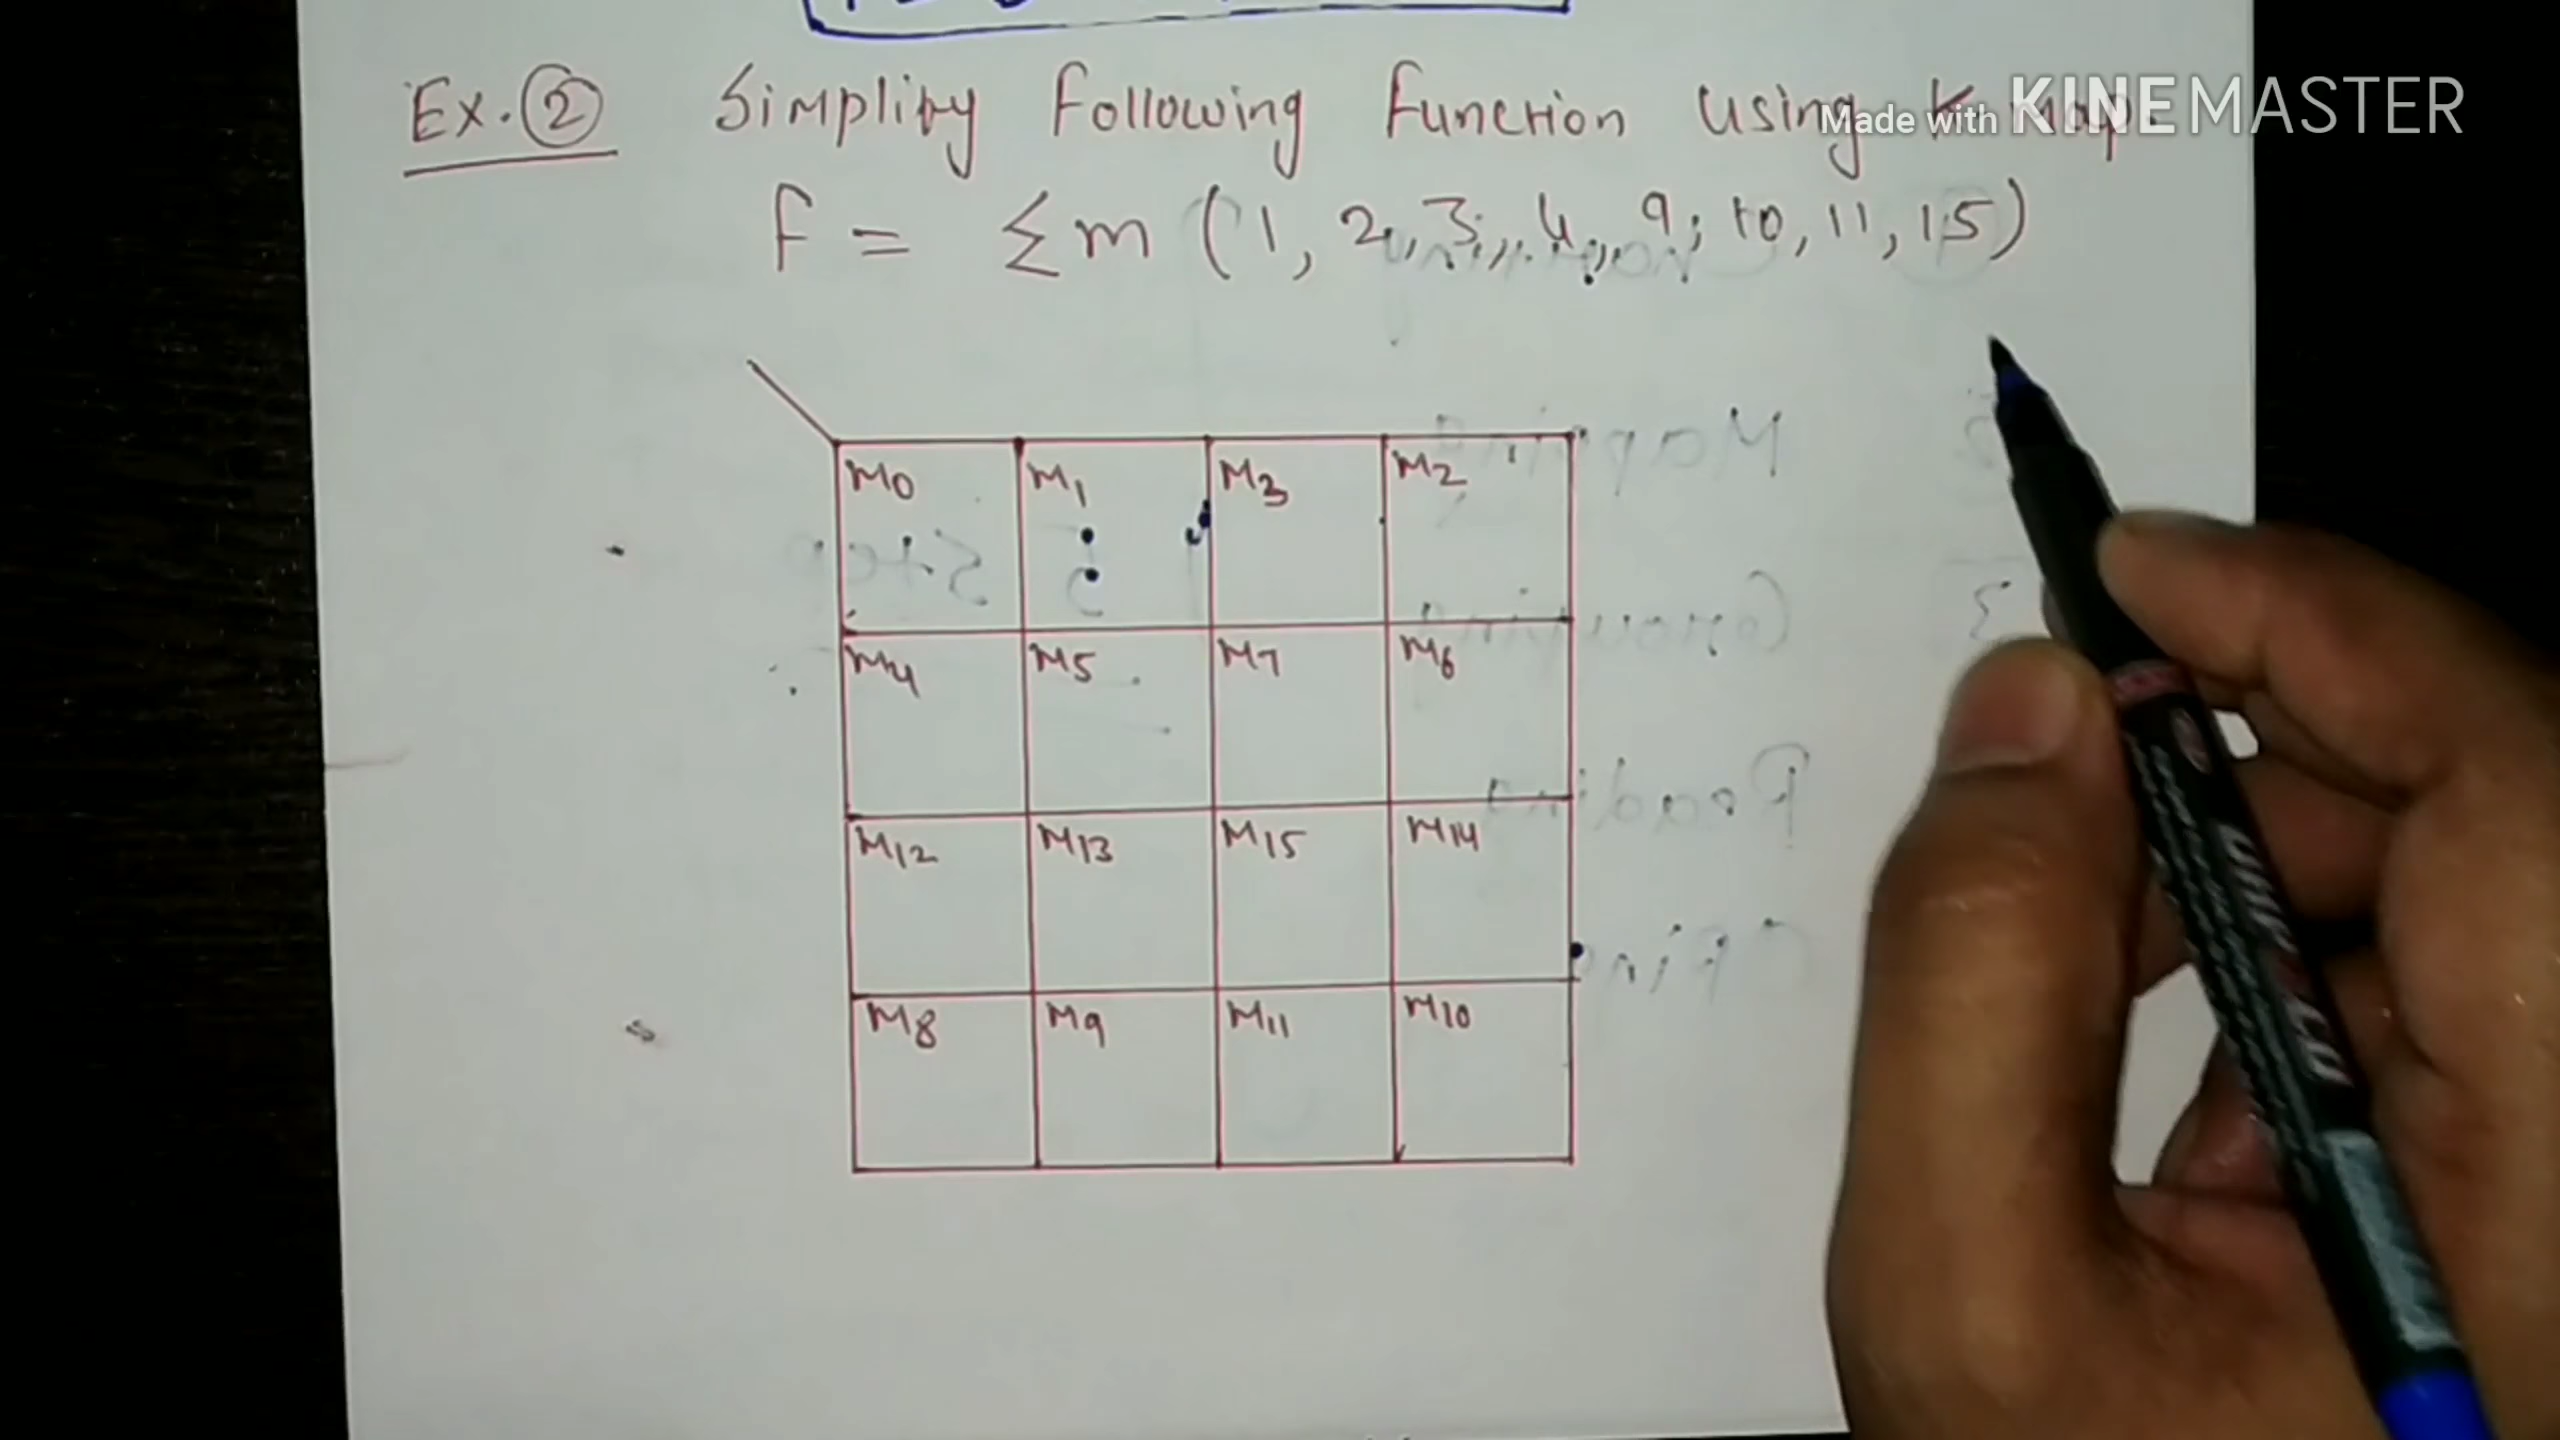 Ex. ② Simplify Following Function Using K-map.
Made with KINEMASTER
F = Σm (1, 2, 3, 4, 9, 10, 11, 15)
M0 M1 M3 M2
M4 M5 M7 M6
M12 M13 M15 M14
M8 M9 M11 M10